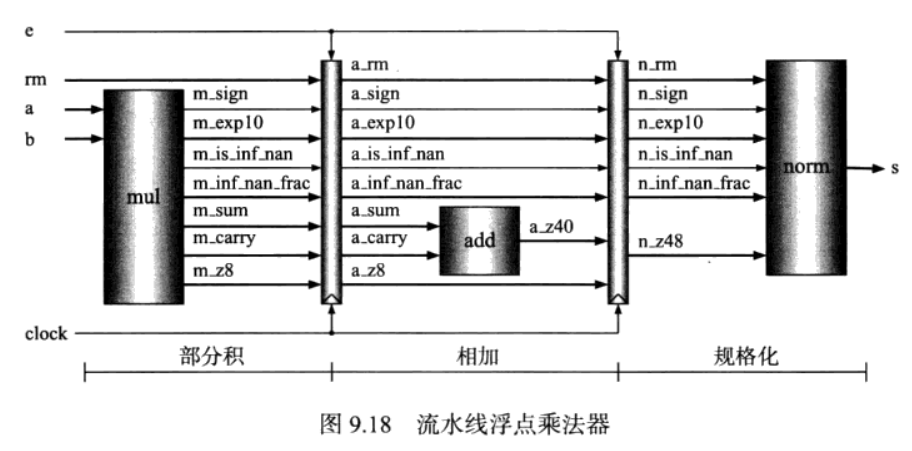 e
rm
a
b
mul
m_sign
m_exp10
m_is_inf_nan
m_inf_nan_frac
m_sum
m_carry
m_z8
a_rm
a_sign
a_exp10
a_is_inf_nan
a_inf_nan_frac
a_sum
a_carry
a_z8
add
a_z40
n_rm
n_sign
n_exp10
n_is_inf_nan
n_inf_nan_frac
n_z48
norm
s
clock
部分积
相加
规格化
图 9.18 流水线浮点乘法器